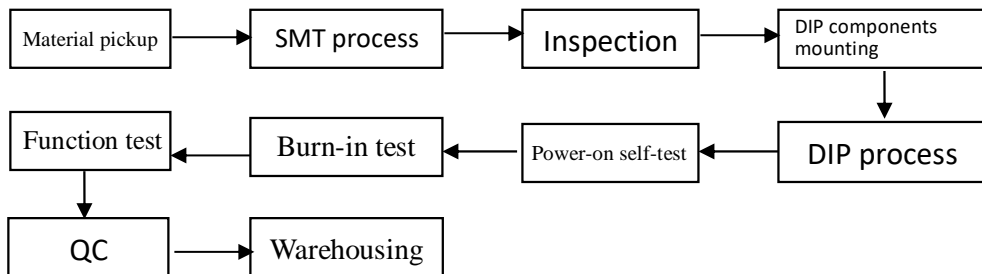 Material pickup
SMT process
Inspection
DIP components
mounting
Function test
Burn-in test
Power-on self-test
DIP process
QC
Warehousing